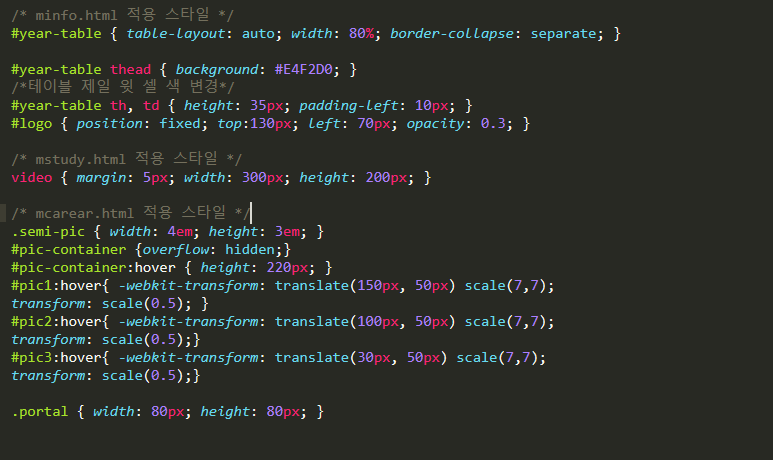 /* minfo.html 적용 스타일 */
#year-table { table-layout: auto; width: 80%; border-collapse: separate; }
#year-table thead { background: #E4F2D0; }
/*테이블 제일 윗 셀 색 변경*/
#year-table th, td { height: 35px; padding-left: 10px; }
#logo { position: fixed; top:130px; left: 70px; opacity: 0.3; }
/* mstudy.html 적용 스타일 */
video { margin: 5px; width: 300px; height: 200px; }
/* mcarear.html 적용 스타일 */
.semi-pic { width: 4em; height: 3em; }
#pic-container {overflow: hidden;}
#pic-container:hover { height: 220px; }
#pic1:hover{ -webkit-transform: translate(150px, 50px) scale(7,7);
transform: scale(0.5); }
#pic2:hover{ -webkit-transform: translate(100px, 50px) scale(7,7);
transform: scale(0.5);}
#pic3:hover{ -webkit-transform: translate(30px, 50px) scale(7,7);
transform: scale(0.5);}
.portal { width: 80px; height: 80px; }